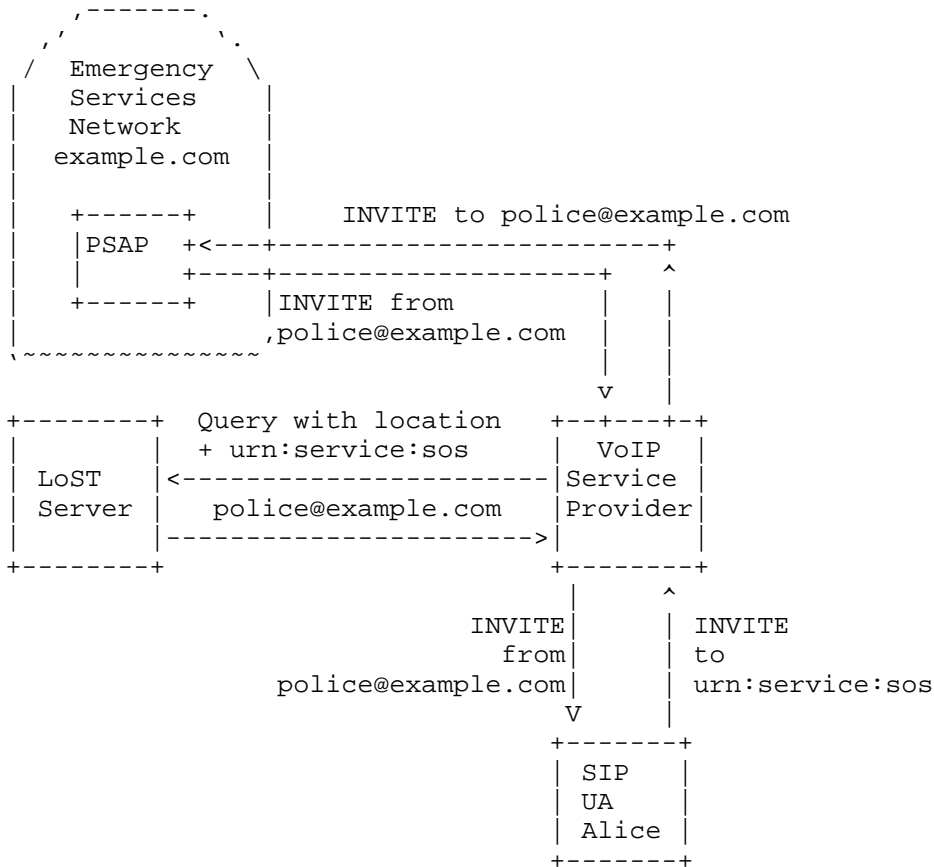 Emergency
Services
Network
example.com
INVITE to police@example.com
PSAP
INVITE from
police@example.com
Query with location
+ urn:service:sos
VoIP
LoST
Service
Server
police@example.com
Provider
INVITE
INVITE
from
to
police@example.com
urn:service:sos
SIP
UA
Alice